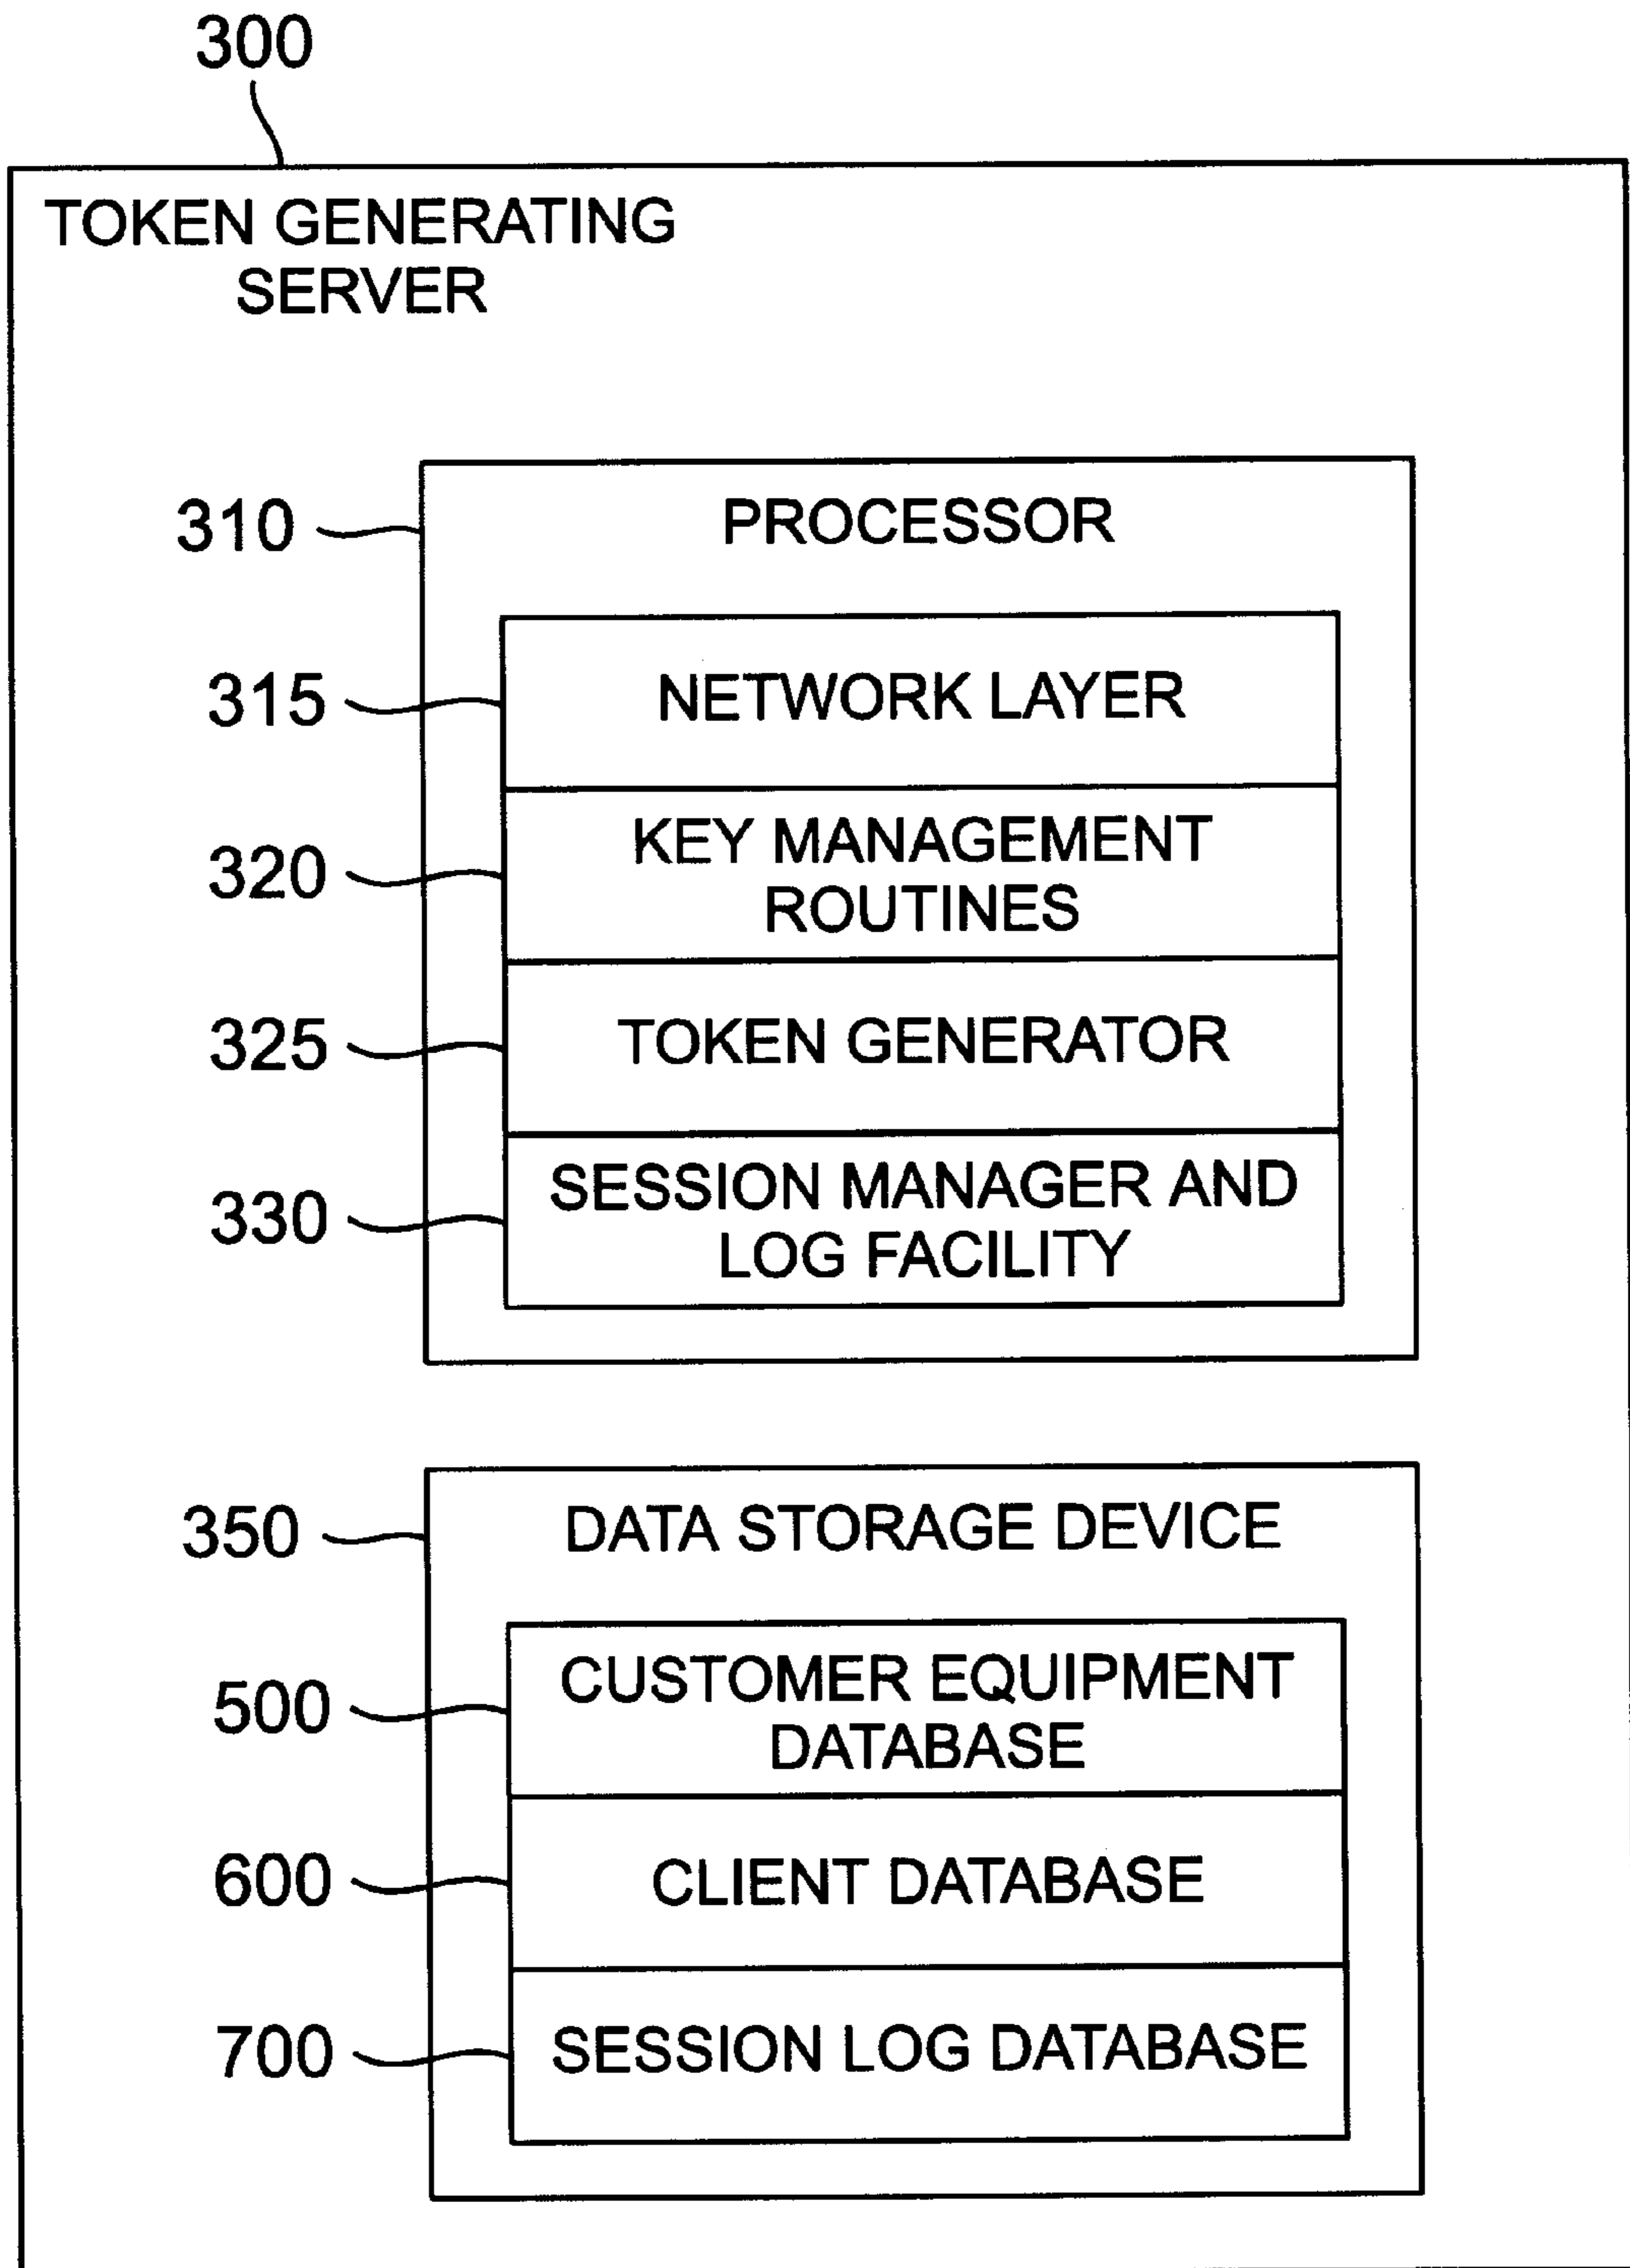 300
TOKEN GENERATING
SERVER
310
PROCESSOR
315
NETWORK LAYER
320
KEY MANAGEMENT
ROUTINES
325
TOKEN GENERATOR
330
SESSION MANAGER AND
LOG FACILITY
350
DATA STORAGE DEVICE
500
CUSTOMER EQUIPMENT
DATABASE
600
CLIENT DATABASE
700
SESSION LOG DATABASE